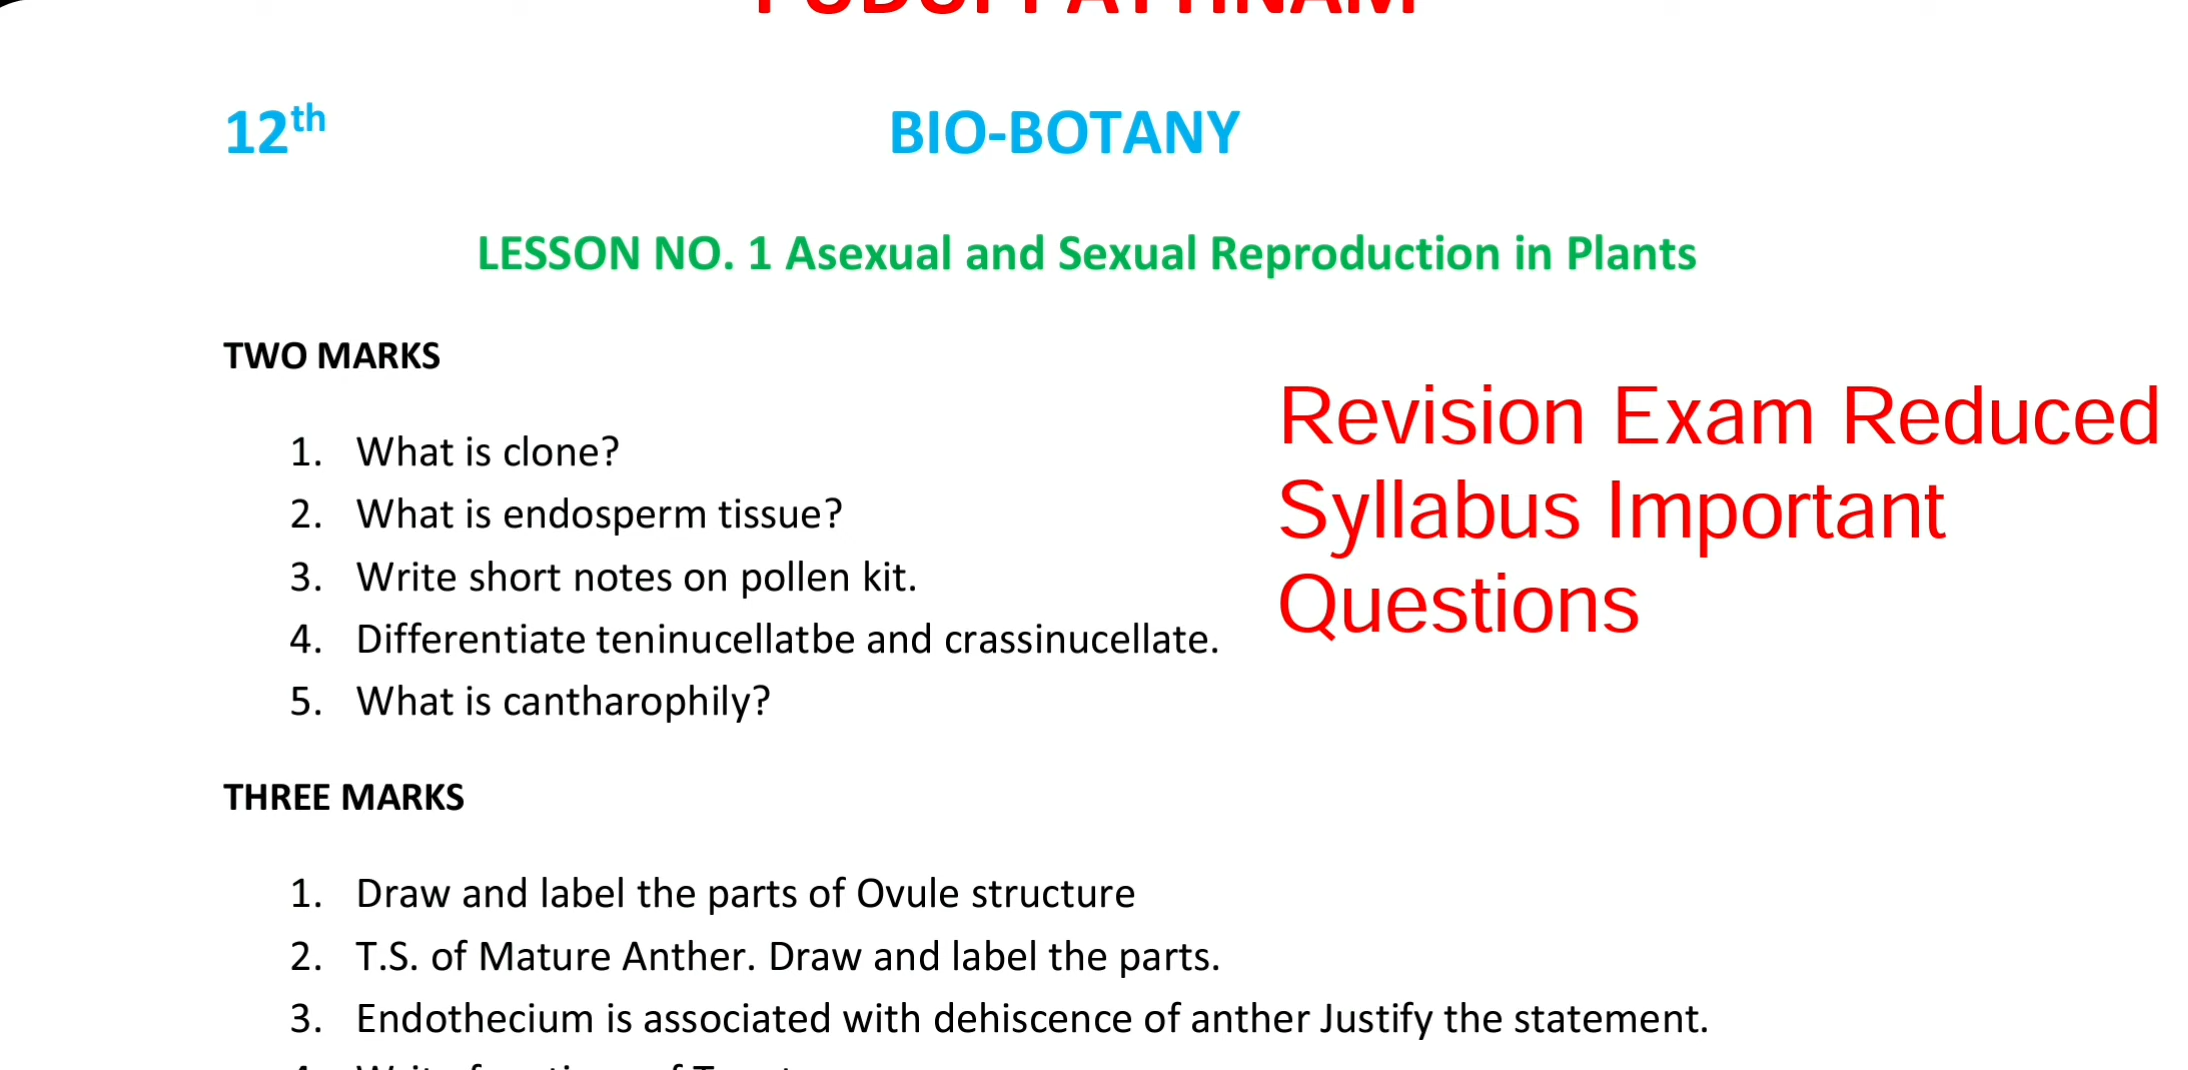 PUDUPPATTINAM
12th
BIO-BOTANY
LESSON NO. 1 Asexual and Sexual Reproduction in Plants
TWO MARKS
1. What is clone?
2. What is endosperm tissue?
3. Write short notes on pollen kit.
4. Differentiate teninucellatbe and crassinucellate.
5. What is cantharophily?
Revision Exam Reduced
Syllabus Important
Questions
THREE MARKS
1. Draw and label the parts of Ovule structure
2. T.S. of Mature Anther. Draw and label the parts.
3. Endothecium is associated with dehiscence of anther Justify the statement.